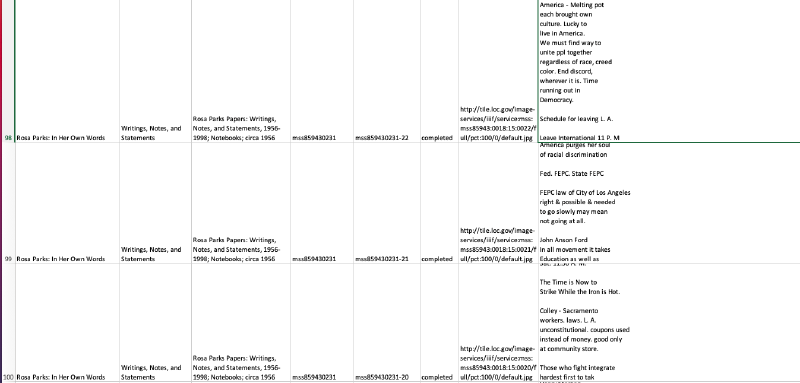 America - Melting pot
each brought own
culture. Lucky to
live in America.
We must find way to
unite ppl together
regardless of race, creed
color. End discord,
wherever it is. Time
running out in
Democracy.
Schedule for leaving L. A.
Leave International 11 P. M
98
Rosa Parks: In Her Own Words
Writings, Notes, and
Statements
Rosa Parks Papers: Writings,
Notes, and Statements, 1956-
1998; Notebooks; circa 1956
mss859430231
mss859430231-22
completed
http://tile.loc.gov/image-
services/iiif/service:mss:
mss85943:0018:15:0022/f
ull/pct:100/0/default.jpg
America purges her soul
of racial discrimination
Fed. FEPC. State FEPC
FEPC law of City of Los Angeles
right & possible & needed
to go slowly may mean
not going at all.
John Anson Ford
In all movement it takes
Education as well as
99
Rosa Parks: In Her Own Words
Writings, Notes, and
Statements
Rosa Parks Papers: Writings,
Notes, and Statements, 1956-
1998; Notebooks; circa 1956
mss859430231
mss859430231-21
completed
http://tile.loc.gov/image-
services/iiif/service:mss:
mss85943:0018:15:0021/f
ull/pct:100/0/default.jpg
The Time is Now to
Strike While the Iron is Hot.
Colley - Sacramento
workers. laws. L. A.
unconstitutional. coupons used
instead of money. good only
at community store.
Those who fight integrate
hardest first to tak
100
Rosa Parks: In Her Own Words
Writings, Notes, and
Statements
Rosa Parks Papers: Writings,
Notes, and Statements, 1956-
1998; Notebooks; circa 1956
mss859430231
mss859430231-20
completed
http://tile.loc.gov/image-
services/iiif/service:mss:
mss85943:0018:15:0020/f
ull/pct:100/0/default.jpg